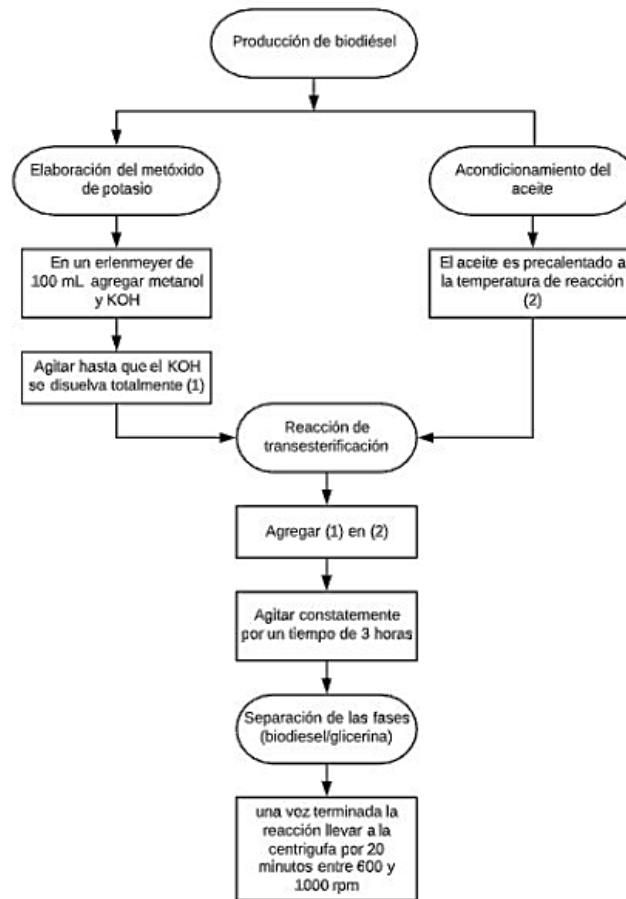 Producción de biodiésel
Elaboración del metóxido
de potasio
Acondicionamiento del
aceite
En un erlenmeyer de
100 mL agregar metanol
y KOH
El aceite es precalentado a
la temperatura de reacción
(2)
Agitar hasta que el KOH
se disuelva totalmente (1)
Reacción de
transesterificación
Agregar (1) en (2)
Agitar constatemente
por un tiempo de 3 horas
Separación de las fases
(biodiesel/glicerina)
una voz terminada la
reacción llevar a la
centrigufa por 20
minutos entre 600 y
1000 rpm